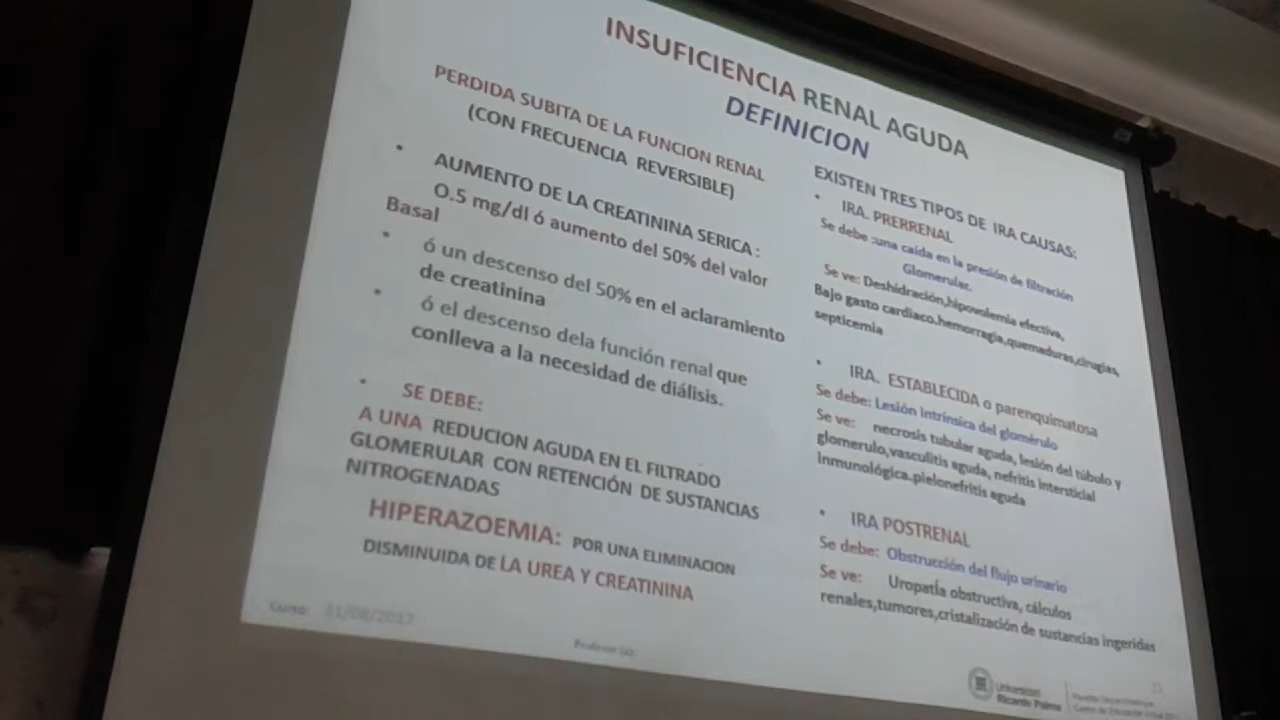 INSUFICIENCIA RENAL AGUDA
DEFINICION
PERDIDA SUBITA DE LA FUNCION RENAL
(CON FRECUENCIA REVERSIBLE)
• AUMENTO DE LA CREATININA SERICA :
O.5 mg/dl ó aumento del 50% del valor
Basal
• ó un descenso del 50% en el aclaramiento
de creatinina
• ó el descenso dela función renal que
conlleva a la necesidad de diálisis.
• SE DEBE:
A UNA REDUCION AGUDA EN EL FILTRADO
GLOMERULAR CON RETENCIÓN DE SUSTANCIAS
NITROGENADAS
HIPERAZOEMIA: POR UNA ELIMINACION
DISMINUIDA DE LA UREA Y CREATININA
EXISTEN TRES TIPOS DE IRA CAUSAS:
• IRA. PRERRENAL
Se debe :una caída en la presión de filtración
Glomerular.
Se ve: Deshidración,hipovolemia efectiva,
Bajo gasto cardiaco.hemorragia,quemaduras,cirugias,
septicemia
• IRA. ESTABLECIDA o parenquimatosa
Se debe: Lesión intrínsica del glomérulo
Se ve: necrosis tubular aguda, lesión del túbulo y
glomerulo,vasculitis aguda, nefritis intersticial
inmunológica.pielonefritis aguda
• IRA POSTRENAL
Se debe: Obstrucción del flujo urinario
Se ve: Uropatía obstructiva, cálculos
renales,tumores,cristalización de sustancias ingeridas
Curso: 11/08/2017
Profesor (a):
Universidad
Ricardo Palma